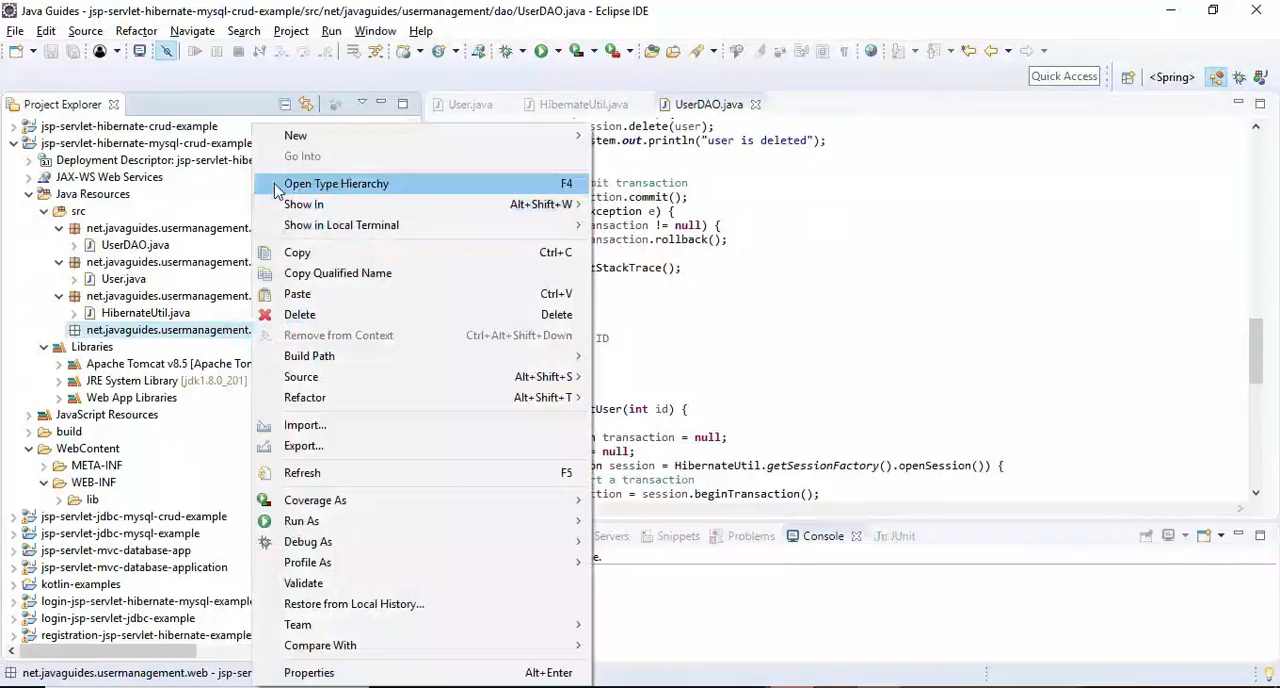 Java Guides - jsp-servlet-hibernate-mysql-crud-example/src/net/javaguides/usermanagement/dao/UserDAO.java - Eclipse IDE
File Edit Source Refactor Navigate Search Project Run Window Help
Quick Access
<Spring>
Project Explorer
User.java
HibernateUtil.java
UserDAO.java
jsp-servlet-hibernate-crud-example
jsp-servlet-hibernate-mysql-crud-example
Deployment Descriptor: jsp-servlet-hibe
JAX-WS Web Services
Java Resources
src
net.javaguides.usermanagement.
UserDAO.java
net.javaguides.usermanagement.
User.java
net.javaguides.usermanagement.
HibernateUtil.java
net.javaguides.usermanagement.
Libraries
Apache Tomcat v8.5 [Apache Tom
JRE System Library [jdk1.8.0_201]
Web App Libraries
JavaScript Resources
build
WebContent
META-INF
WEB-INF
lib
jsp-servlet-jdbc-mysql-crud-example
jsp-servlet-jdbc-mysql-example
jsp-servlet-mvc-database-app
jsp-servlet-mvc-database-application
kotlin-examples
login-jsp-servlet-hibernate-mysql-example
login-jsp-servlet-jdbc-example
registration-jsp-servlet-hibernate-example
New
Go Into
Open Type Hierarchy F4
Show In Alt+Shift+W
Show in Local Terminal
Copy Ctrl+C
Copy Qualified Name
Paste Ctrl+V
Delete Delete
Remove from Context Ctrl+Alt+Shift+Down
Build Path
Source Alt+Shift+S
Refactor Alt+Shift+T
Import...
Export...
Refresh F5
Coverage As
Run As
Debug As
Profile As
Validate
Restore from Local History...
Team
Compare With
Properties Alt+Enter
ssion.delete(user);
stem.out.println("user is deleted");
mit transaction
ction.commit();
xception e) {
ansaction != null) {
ansaction.rollback();
tStackTrace();
ID
tUser(int id) {
n transaction = null;
= null;
on session = HibernateUtil.getSessionFactory().openSession()) {
rt a transaction
ction = session.beginTransaction();
Servers Snippets Problems Console JUnit
e.
net.javaguides.usermanagement.web - jsp-se